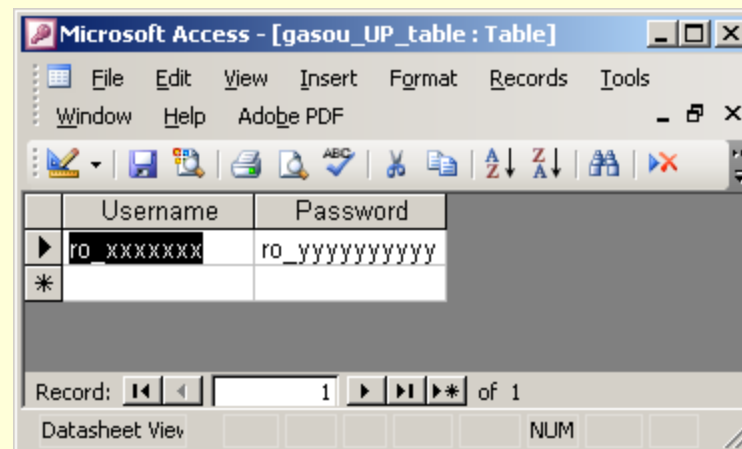 Microsoft Access - [gasou_UP_table : Table]
File Edit View Insert Format Records Tools
Window Help Adobe PDF
ABC A Z Z A
Username Password
ro_xxxxxxx ro_yyyyyyyyyy
Record: 1 of 1
Datasheet View NUM